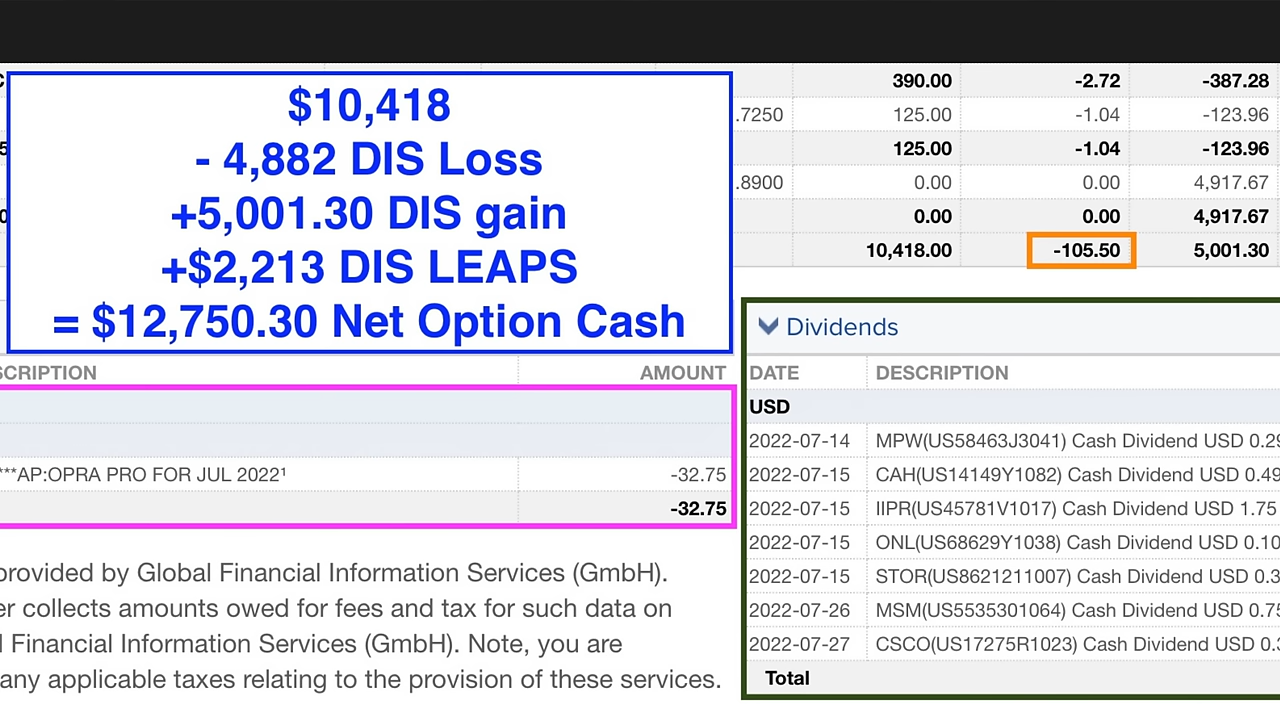 $10,418
- 4,882 DIS Loss
+5,001.30 DIS gain
+$2,213 DIS LEAPS
= $12,750.30 Net Option Cash
390.00 -2.72 -387.28
.7250 125.00 -1.04 -123.96
125.00 -1.04 -123.96
.8900 0.00 0.00 4,917.67
0.00 0.00 4,917.67
10,418.00 -105.50 5,001.30
SCRIPTION AMOUNT
***AP:OPRA PRO FOR JUL 2022¹ -32.75
-32.75
provided by Global Financial Information Services (GmbH).
er collects amounts owed for fees and tax for such data on
l Financial Information Services (GmbH). Note, you are
any applicable taxes relating to the provision of these services.
Dividends
DATE DESCRIPTION
USD
2022-07-14 MPW(US58463J3041) Cash Dividend USD 0.29
2022-07-15 CAH(US14149Y1082) Cash Dividend USD 0.49
2022-07-15 IIPR(US45781V1017) Cash Dividend USD 1.75
2022-07-15 ONL(US68629Y1038) Cash Dividend USD 0.10
2022-07-15 STOR(US8621211007) Cash Dividend USD 0.3
2022-07-26 MSM(US5535301064) Cash Dividend USD 0.75
2022-07-27 CSCO(US17275R1023) Cash Dividend USD 0.3
Total